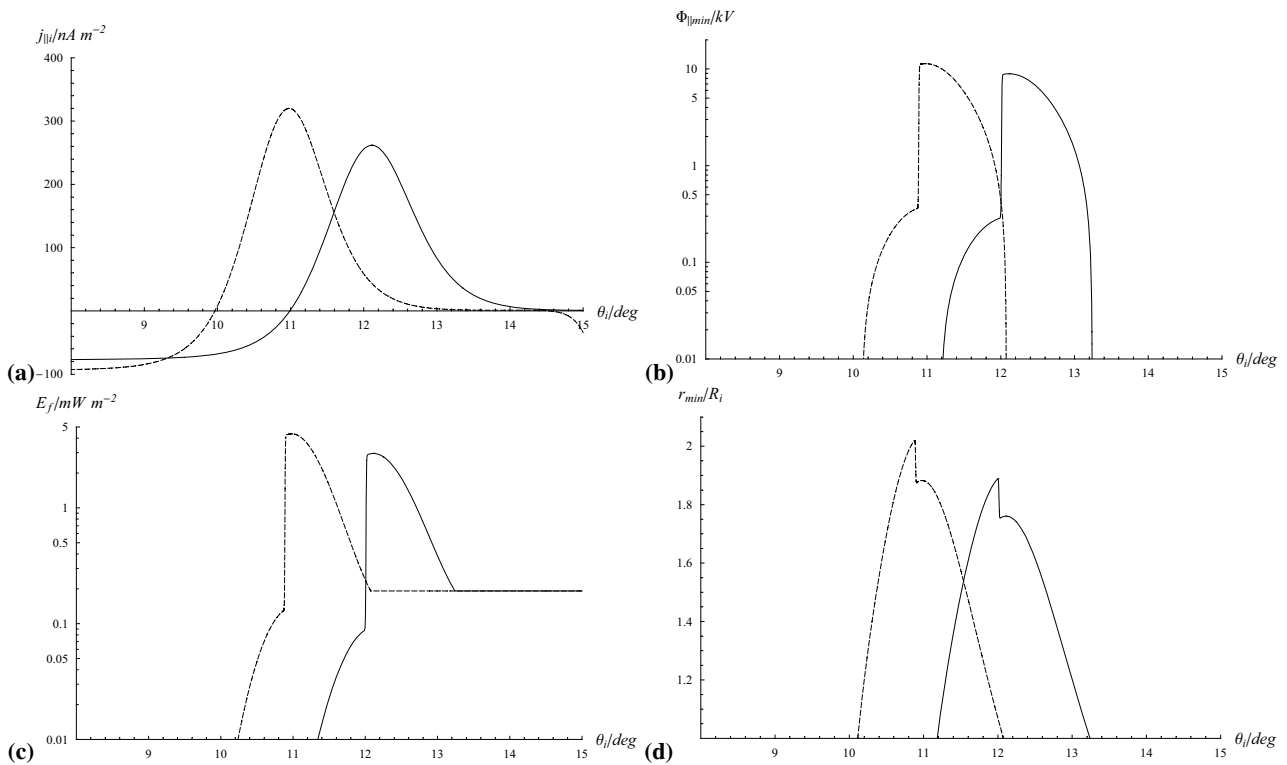 j∥i/nA m⁻²
400
300
200
100
−100
9 10 11 12 13 14 15
θi/deg
(a)
Φ∥min/kV
10
5
1
0.5
0.1
0.05
0.01
9 10 11 12 13 14 15
θi/deg
(b)
Ef/mW m⁻²
5
1
0.5
0.1
0.05
0.01
9 10 11 12 13 14 15
θi/deg
(c)
rmin/Ri
2
1.8
1.6
1.4
1.2
9 10 11 12 13 14 15
θi/deg
(d)